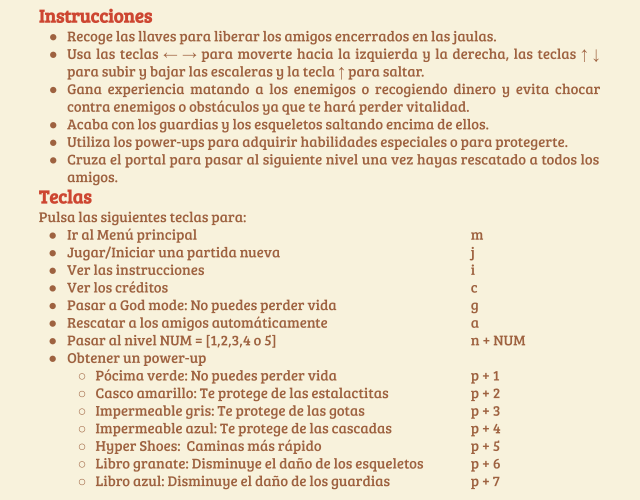 Instrucciones
● Recoge las llaves para liberar los amigos encerrados en las jaulas.
● Usa las teclas ← → para moverte hacia la izquierda y la derecha, las teclas ↑ ↓
para subir y bajar las escaleras y la tecla ↑ para saltar.
● Gana experiencia matando a los enemigos o recogiendo dinero y evita chocar
contra enemigos o obstáculos ya que te hará perder vitalidad.
● Acaba con los guardias y los esqueletos saltando encima de ellos.
● Utiliza los power-ups para adquirir habilidades especiales o para protegerte.
● Cruza el portal para pasar al siguiente nivel una vez hayas rescatado a todos los
amigos.
Teclas
Pulsa las siguientes teclas para:
● Ir al Menú principal m
● Jugar/Iniciar una partida nueva j
● Ver las instrucciones i
● Ver los créditos c
● Pasar a God mode: No puedes perder vida g
● Rescatar a los amigos automáticamente a
● Pasar al nivel NUM = [1,2,3,4 o 5] n + NUM
● Obtener un power-up
○ Pócima verde: No puedes perder vida p + 1
○ Casco amarillo: Te protege de las estalactitas p + 2
○ Impermeable gris: Te protege de las gotas p + 3
○ Impermeable azul: Te protege de las cascadas p + 4
○ Hyper Shoes: Caminas más rápido p + 5
○ Libro granate: Disminuye el daño de los esqueletos p + 6
○ Libro azul: Disminuye el daño de los guardias p + 7